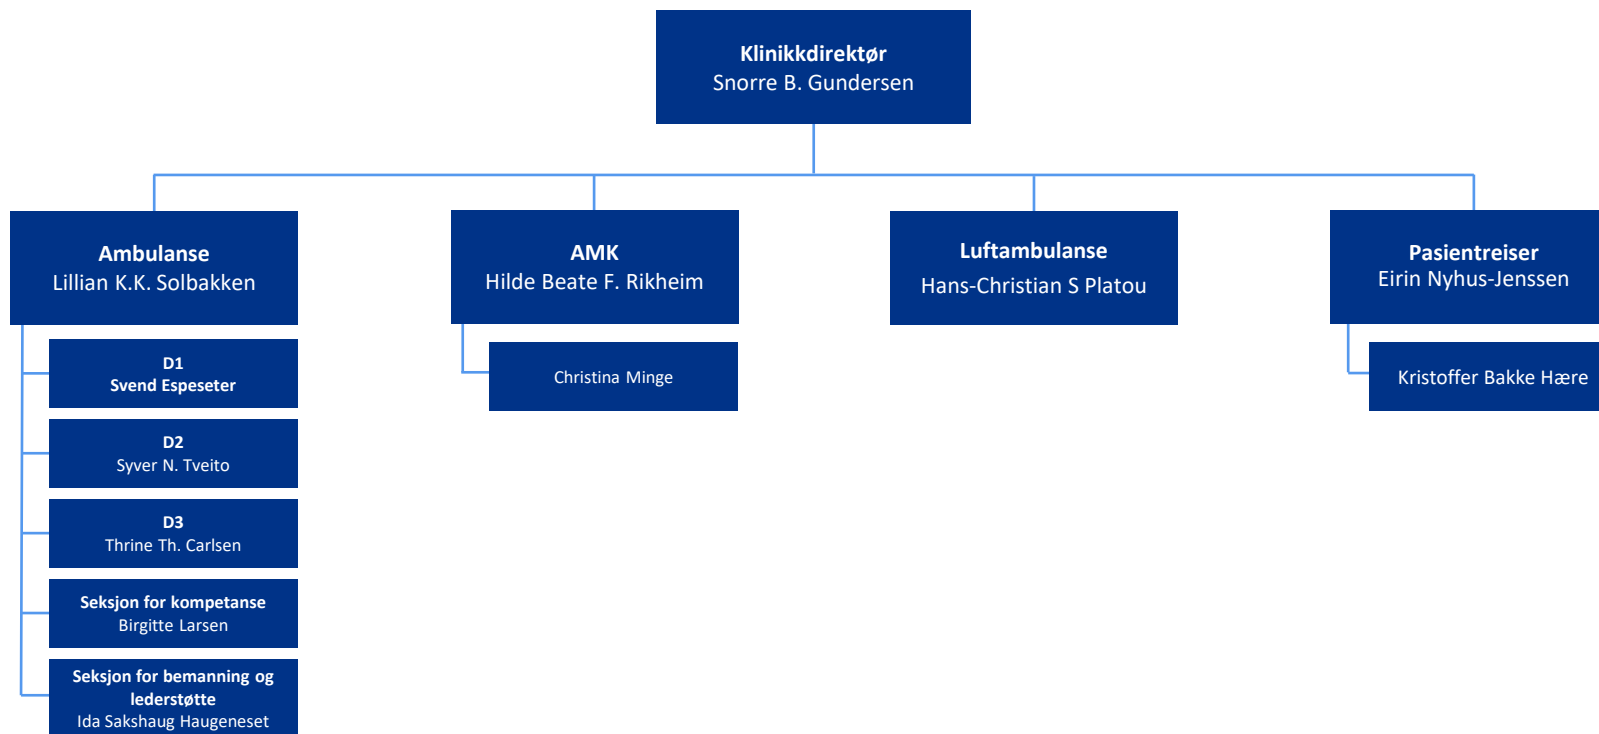 Klinikkdirektør
Snorre B. Gundersen
Ambulanse
Lillian K.K. Solbakken
AMK
Hilde Beate F. Rikheim
Luftambulanse
Hans-Christian S Platou
Pasientreiser
Eirin Nyhus-Jenssen
D1
Svend Espeseter
D2
Syver N. Tveito
D3
Thrine Th. Carlsen
Seksjon for kompetanse
Birgitte Larsen
Seksjon for bemanning og
lederstøtte
Ida Sakshaug Haugeneset
Christina Minge
Kristoffer Bakke Hære